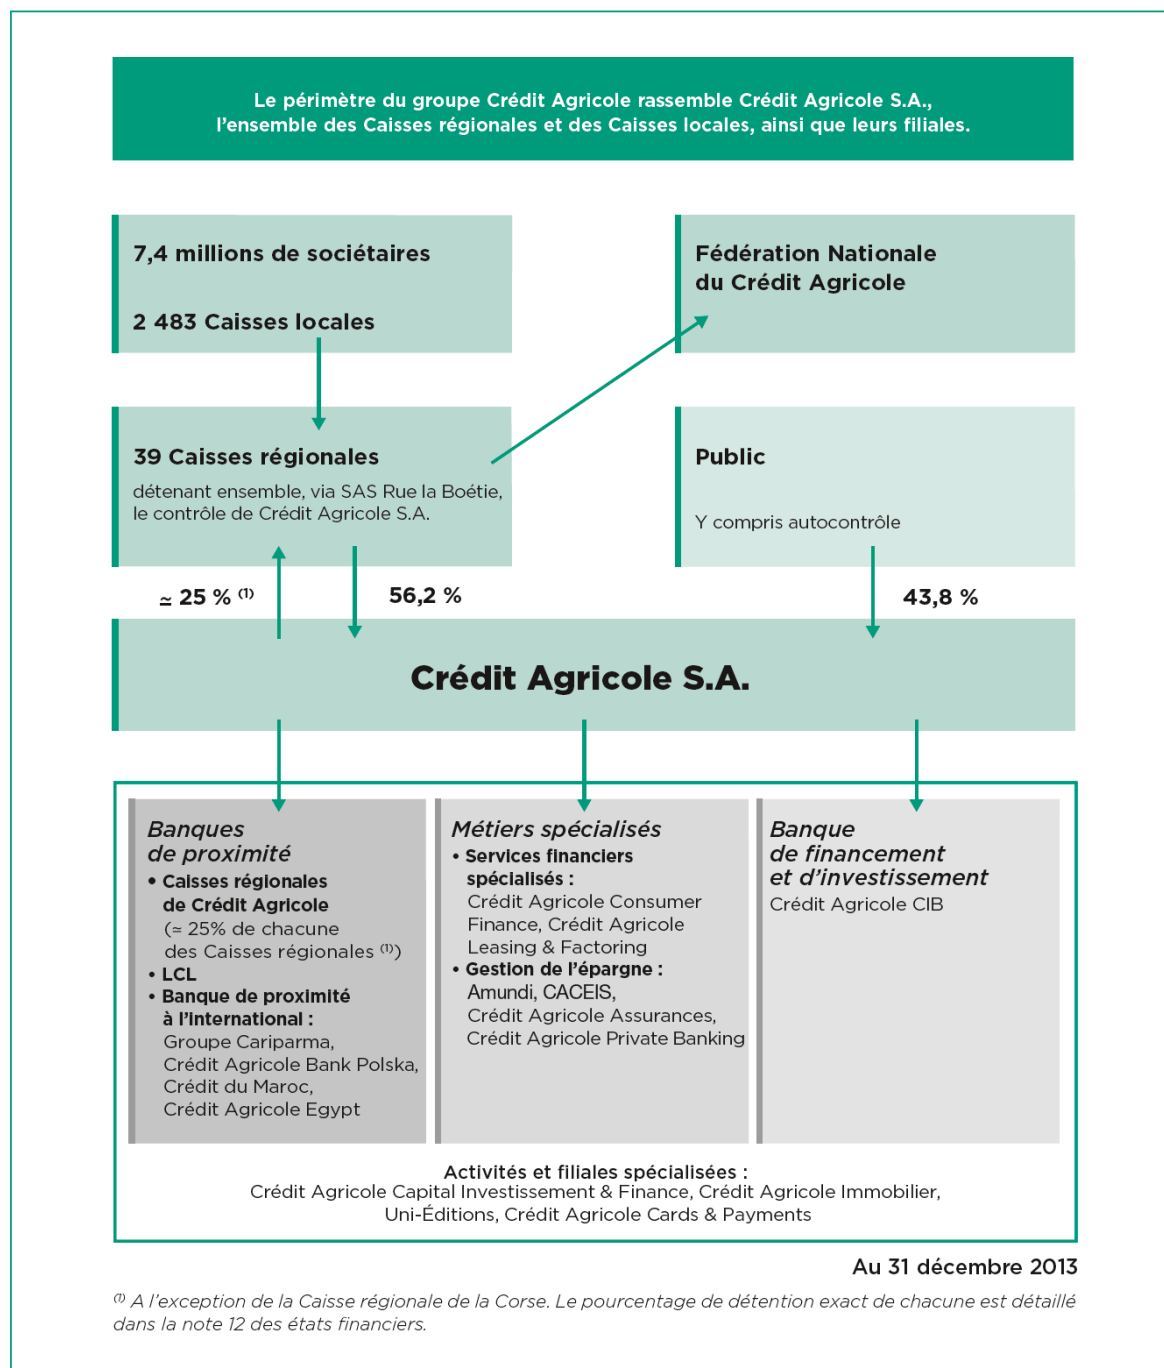 Le périmètre du groupe Crédit Agricole rassemble Crédit Agricole S.A.,
l'ensemble des Caisses régionales et des Caisses locales, ainsi que leurs filiales.
7,4 millions de sociétaires
2 483 Caisses locales
Fédération Nationale
du Crédit Agricole
39 Caisses régionales
détenant ensemble, via SAS Rue la Boétie,
le contrôle de Crédit Agricole S.A.
Public
Y compris autocontrôle
≃ 25 % (1)
56,2 %
43,8 %
Crédit Agricole S.A.
Banques
de proximité
• Caisses régionales
de Crédit Agricole
(≃ 25% de chacune
des Caisses régionales (1))
• LCL
• Banque de proximité
à l'international :
Groupe Cariparma,
Crédit Agricole Bank Polska,
Crédit du Maroc,
Crédit Agricole Egypt
Métiers spécialisés
• Services financiers
spécialisés :
Crédit Agricole Consumer
Finance, Crédit Agricole
Leasing & Factoring
• Gestion de l'épargne :
Amundi, CACEIS,
Crédit Agricole Assurances,
Crédit Agricole Private Banking
Banque
de financement
et d'investissement
Crédit Agricole CIB
Activités et filiales spécialisées :
Crédit Agricole Capital Investissement & Finance, Crédit Agricole Immobilier,
Uni-Éditions, Crédit Agricole Cards & Payments
Au 31 décembre 2013
(1) A l'exception de la Caisse régionale de la Corse. Le pourcentage de détention exact de chacune est détaillé
dans la note 12 des états financiers.